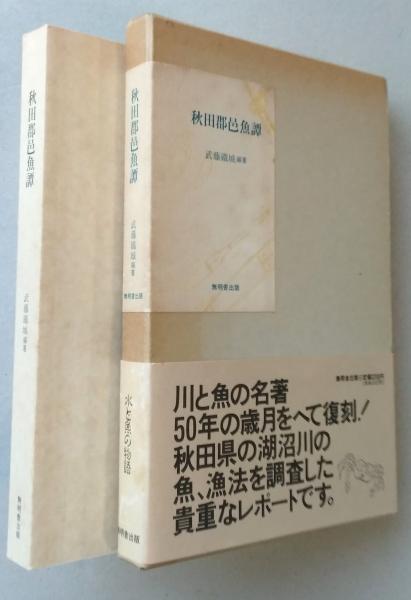 秋田郡邑魚譚
武藤鐵城 編著
無明舎出版
秋田郡邑魚譚
武藤鐵城 編著
無明舎出版
水と魚の物語
無明舎出版
秋田郡邑魚譚
武藤鐵城 編著
無明舎出版
無明舎出版
川と魚の名著
50年の歳月をへて復刻!
秋田県の湖沼川の
魚、漁法を調査した
貴重なレポートです。